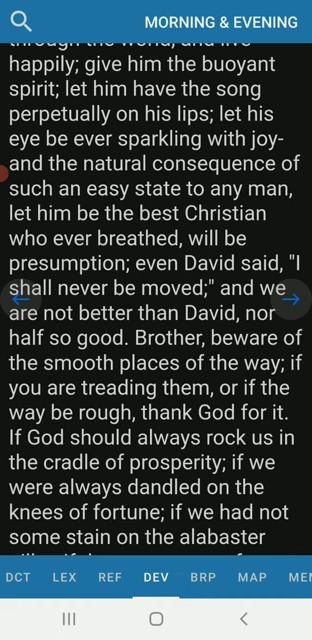 MORNING & EVENING
through the world, and live
happily; give him the buoyant
spirit; let him have the song
perpetually on his lips; let his
eye be ever sparkling with joy-
and the natural consequence of
such an easy state to any man,
let him be the best Christian
who ever breathed, will be
presumption; even David said, "I
shall never be moved;" and we
are not better than David, nor
half so good. Brother, beware of
the smooth places of the way; if
you are treading them, or if the
way be rough, thank God for it.
If God should always rock us in
the cradle of prosperity; if we
were always dandled on the
knees of fortune; if we had not
some stain on the alabaster
DCT LEX REF DEV BRP MAP MEN